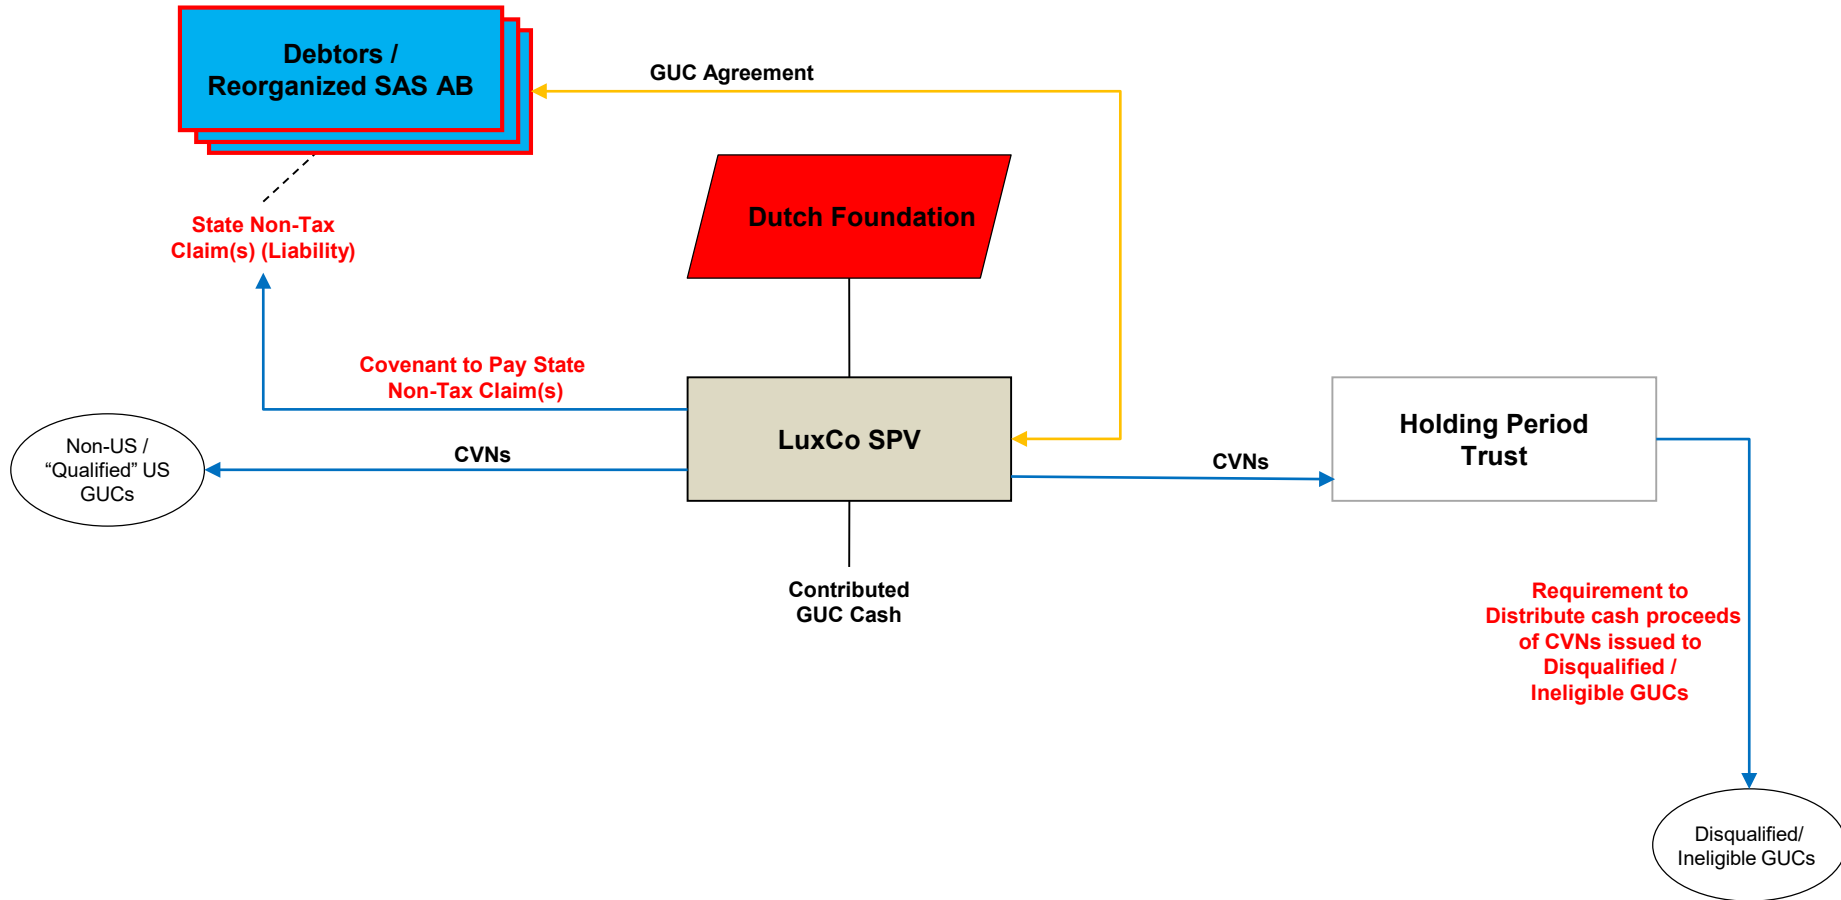 Debtors /
Reorganized SAS AB
GUC Agreement
Dutch Foundation
State Non-Tax
Claim(s) (Liability)
Covenant to Pay State
Non-Tax Claim(s)
Non-US /
“Qualified” US
GUCs
CVNs
LuxCo SPV
CVNs
Holding Period
Trust
Contributed
GUC Cash
Requirement to
Distribute cash proceeds
of CVNs issued to
Disqualified /
Ineligible GUCs
Disqualified/
Ineligible GUCs